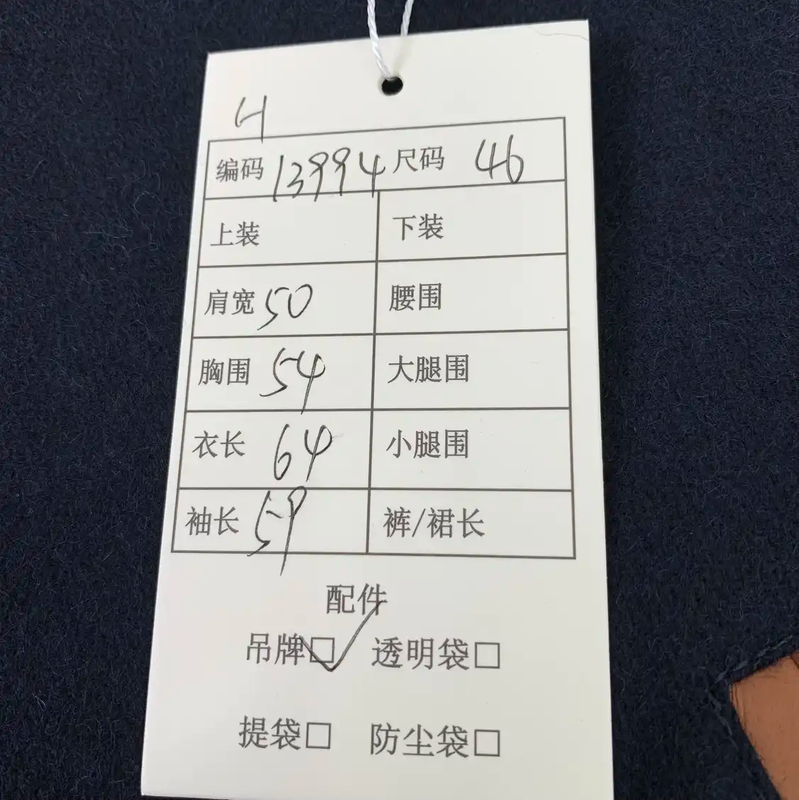 H
编码 13994 尺码 46
上装 下装
肩宽 50 腰围
胸围 54 大腿围
衣长 64 小腿围
袖长 59 裤/裙长
配件
吊牌☑ 透明袋□
提袋□ 防尘袋□